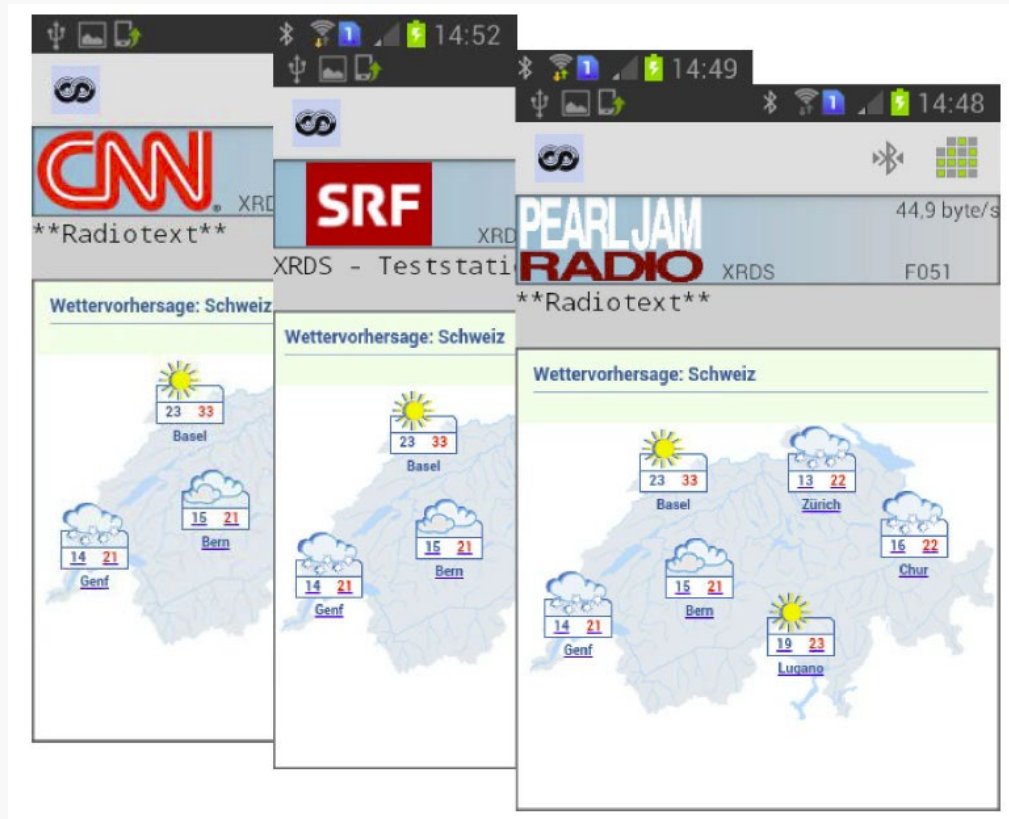 1 14:52
CNN
XRD
**Radiotext**
Wettervorhersage: Schweiz
23 33
Basel
15 21
Bern
14 21
Genf
1 14:49
SRF
XRD
XRDS - Teststati
Wettervorhersage: Schweiz
23 33
Basel
15 21
Bern
14 21
Genf
1 14:48
PEARL JAM
RADIO
XRDS
44,9 byte/s
F051
**Radiotext**
Wettervorhersage: Schweiz
23 33
Basel
13 22
Zürich
16 22
Chur
15 21
Bern
14 21
Genf
19 23
Lugano